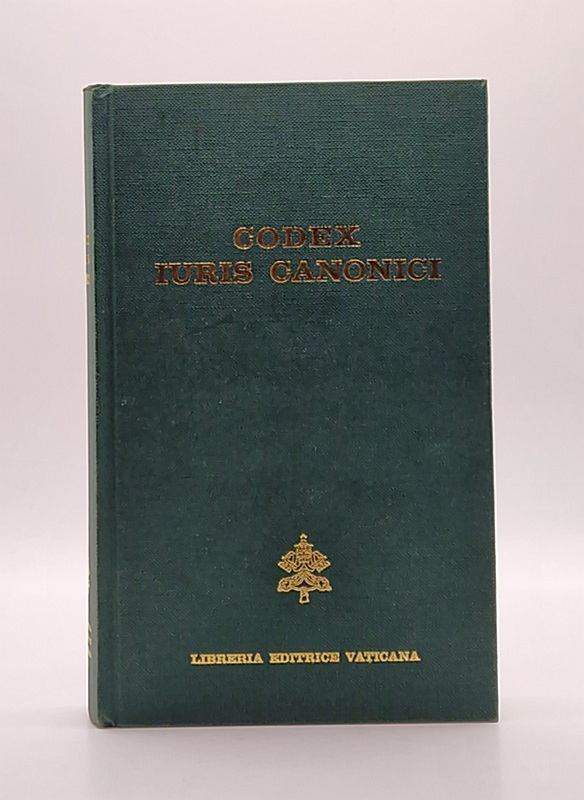 CODEX
IURIS CANONICI
LIBRERIA EDITRICE VATICANA